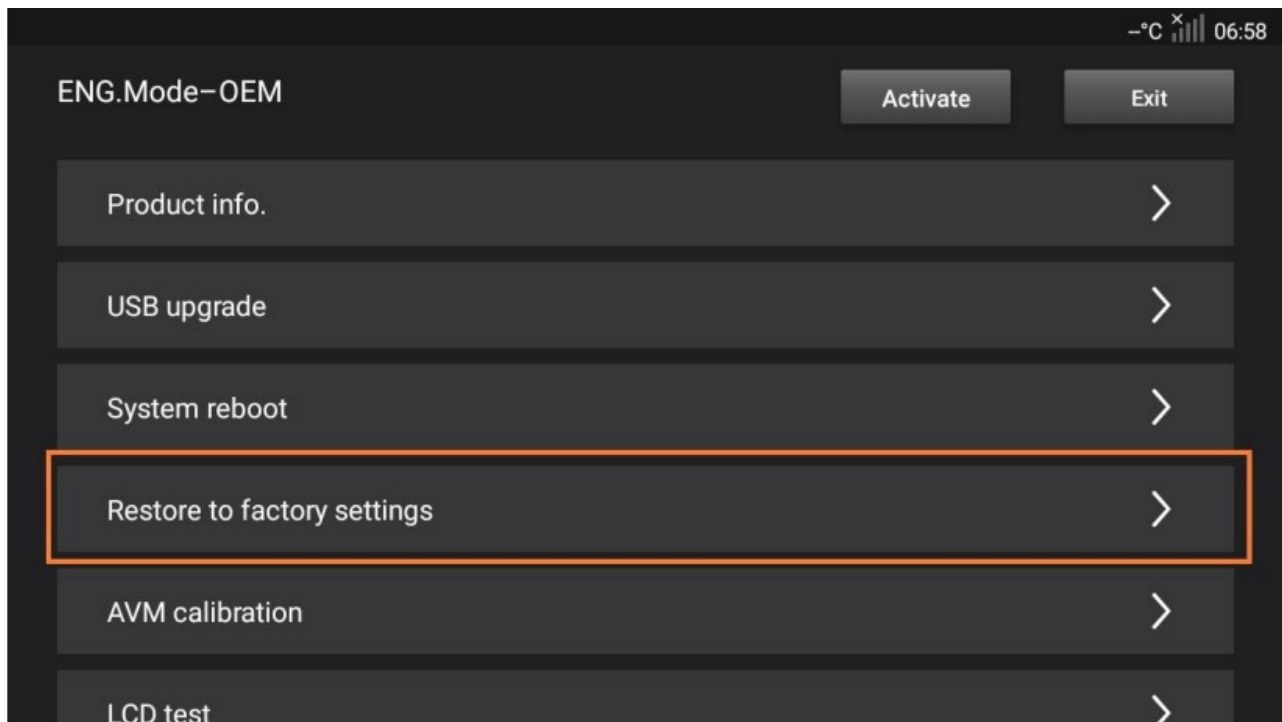 --°C 06:58
ENG.Mode–OEM
Activate
Exit
Product info.
USB upgrade
System reboot
Restore to factory settings
AVM calibration
LCD test